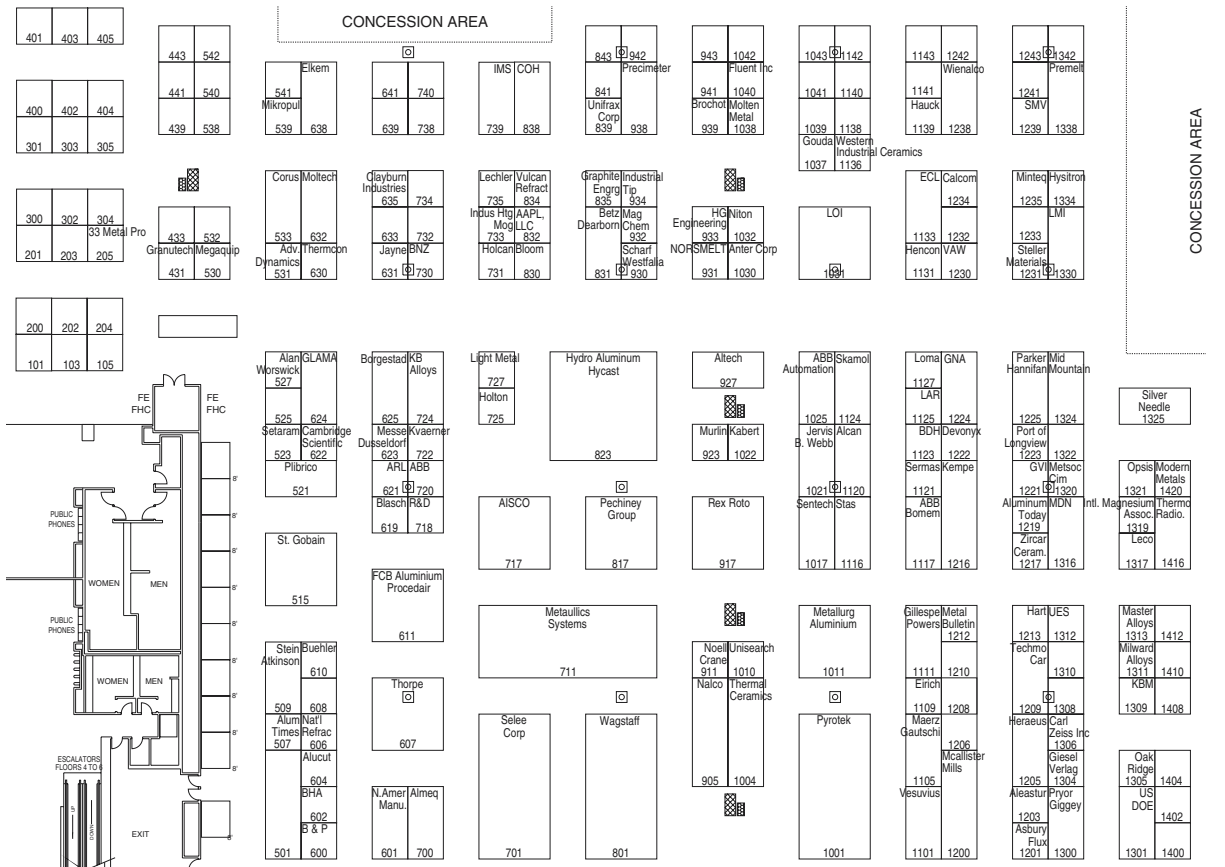 CONCESSION AREA
401 403 405
400 402 404
301 303 305
300 302 304
33 Metal Pro
201 203 205
200 202 204
101 103 105
443 542
441 540
439 538
433 532
Granutech Megaquip
431 530
Elkem
541
Mikropul
539 638
Corus Moltech
533 632
Adv. Thermcon
Dynamics
531 630
641 740
639 738
Clayburn
Industries
635 734
633 732
Jayne BNZ
631 730
IMS COH
739 838
Lechler Vulcan
Refract
735 834
Indus Htg AAPL,
Mog LLC
733 832
Holcan Bloom
731 830
843 942
Precimeter
841
Unifrax
Corp
839 938
Graphite Industrial
Engrg Tip
835 934
Betz Mag
Dearborn Chem
932
Scharf
Westfalia
831 930
943 1042
Fluent Inc
941 1040
Brochot Molten
Metal
939 1038
HG Niton
Engineering
933 1032
NORSMELT Anter Corp
931 1030
1043 1142
1041 1140
1039 1138
Gouda Western
Industrial Ceramics
1037 1136
LOI
1031
1143 1242
Wienalco
1141
Hauck
1139 1238
ECL Calcom
1234
1133 1232
Hencon VAW
1131 1230
1243 1342
Premelt
1241
SMV
1239 1338
Minteq Hysitron
1235 1334
LMI
1233
Steller
Materials
1231 1330
CONCESSION AREA
Alan GLAMA
Worswick
527
525 624
Setaram Cambridge
Scientific
523 622
Plibrico
521
St. Gobain
515
Stein Buehler
Atkinson
610
509 608
Alum Nat'l
Times Refrac
507 606
Alucut
604
BHA
602
B & P
501 600
Borgestad KB
Alloys
625 724
Messe Kvaerner
Dusseldorf
623 722
ARL ABB
621 720
Blasch R&D
619 718
FCB Aluminium
Procedair
611
Thorpe
607
N.Amer Almeq
Manu.
601 700
Light Metal
727
Holton
725
Hydro Aluminum
Hycast
823
AISCO
717
Pechiney
Group
817
Metaullics
Systems
711
Selee
Corp
701
Wagstaff
801
Altech
927
Murlin Kabert
923 1022
Rex Roto
917
Noell Unisearch
Crane
911 1010
Nalco Thermal
Ceramics
905 1004
ABB Skamol
Automation
1025 1124
Jervis Alcan
B. Webb
1021 1120
Sentech Stas
1017 1116
Metallurg
Aluminium
1011
Pyrotek
1001
Loma GNA
1127
LAR
1125 1224
BDH Devonyx
1123 1222
Sermas Kempe
1121
ABB
Bomem
1117 1216
Gillespe Metal
Powers Bulletin
1212
1111 1210
Eirich
1109 1208
Maerz
Gautschi
1206
Mcallister
Mills
1105
Vesuvius
1101 1200
Parker Mid
Hannifan Mountain
1225 1324
Port of
Longview
1223 1322
GVI Metsoc
Cim
1221 1320
Aluminum MDN
Today
1219
Zircar
Ceram.
1217 1316
Hart UES
1213 1312
Techmo
Car
1310
1209 1308
Heraeus Carl
Zeiss Inc
1306
Giesel
Verlag
1205 1304
Aleastur Pryor
Giggey
1203
Asbury
Flux
1201 1300
Silver
Needle
1325
Opsis Modern
Metals
1321 1420
Intl. Magnesium Thermo
Assoc. Radio.
1319
Leco
1317 1416
Master
Alloys
1313 1412
Milward
Alloys
1311 1410
KBM
1309 1408
Oak
Ridge
1305 1404
US
DOE
1402
1301 1400
FE FE
FHC FHC
8'
8'
8'
8'
8'
8'
8'
8'
8'
8'
PUBLIC
PHONES
WOMEN MEN
PUBLIC
PHONES
WOMEN MEN
ESCALATORS
FLOORS 4 TO 6
UP
DOWN
EXIT